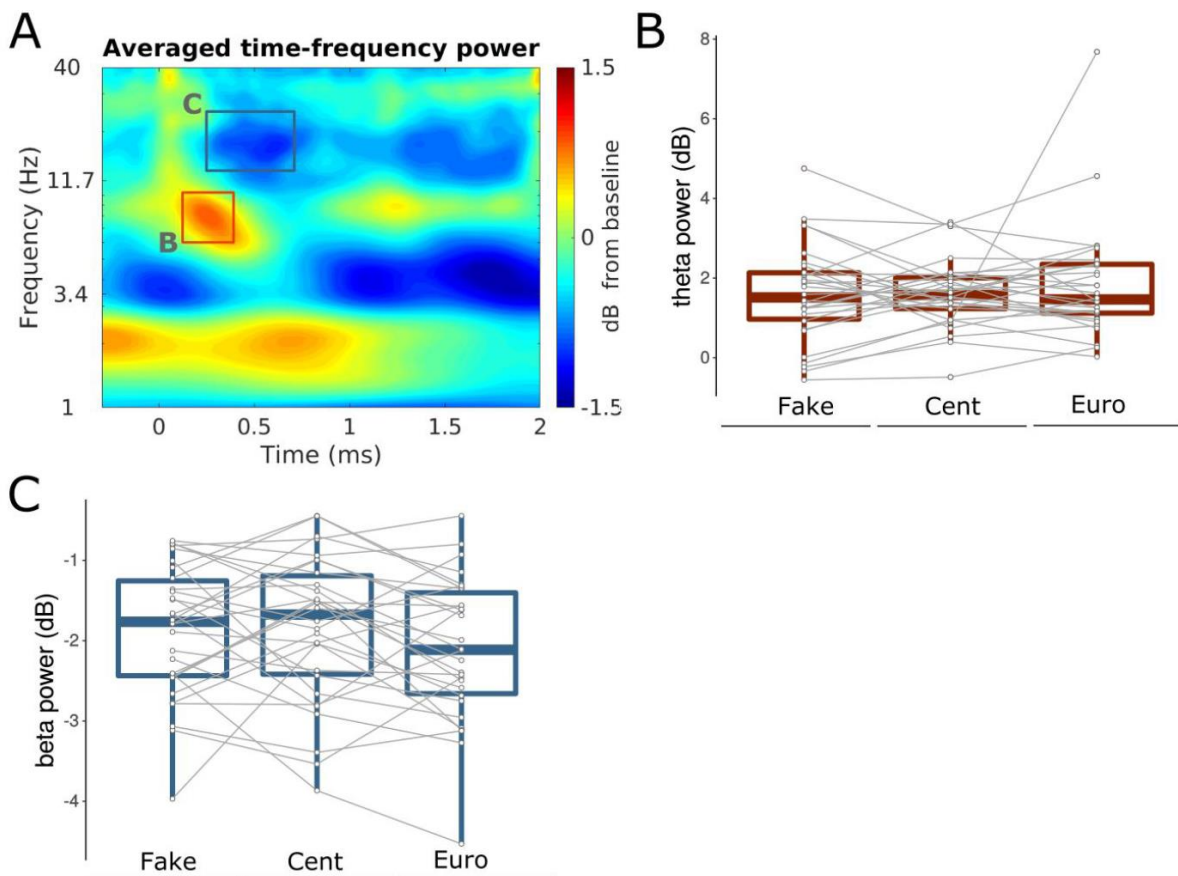 A
Averaged time-frequency power
40
11.7
3.4
1
Frequency (Hz)
C
B
0
0.5
1
1.5
2
Time (ms)
1.5
0
-1.5
dB from baseline
B
8
6
4
2
0
theta power (dB)
Fake
Cent
Euro
C
-1
-2
-3
-4
beta power (dB)
Fake
Cent
Euro